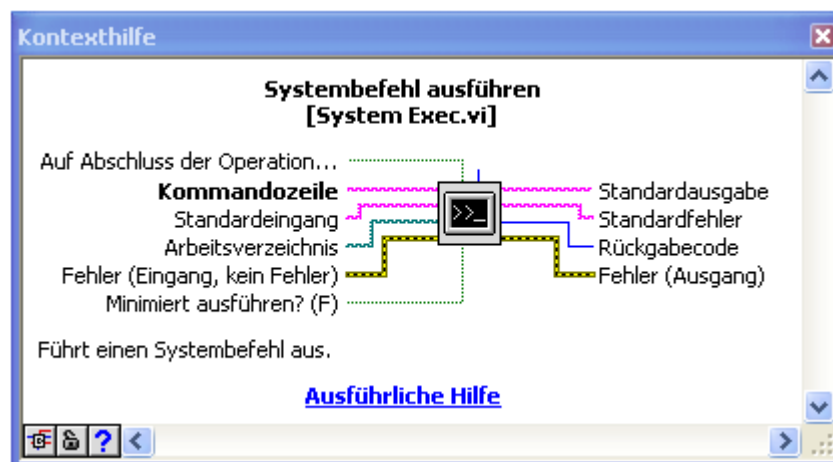 Kontexthilfe
Systembefehl ausführen
[System Exec.vi]
Auf Abschluss der Operation...
Kommandozeile
Standardeingang
Arbeitsverzeichnis
Fehler (Eingang, kein Fehler)
Minimiert ausführen? (F)
Standardausgabe
Standardfehler
Rückgabecode
Fehler (Ausgang)
Führt einen Systembefehl aus.
Ausführliche Hilfe